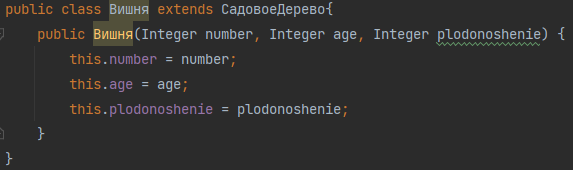 public class Вишня extends СадовоеДерево{
public Вишня(Integer number, Integer age, Integer plodonoshenie) {
this.number = number;
this.age = age;
this.plodonoshenie = plodonoshenie;
}
}